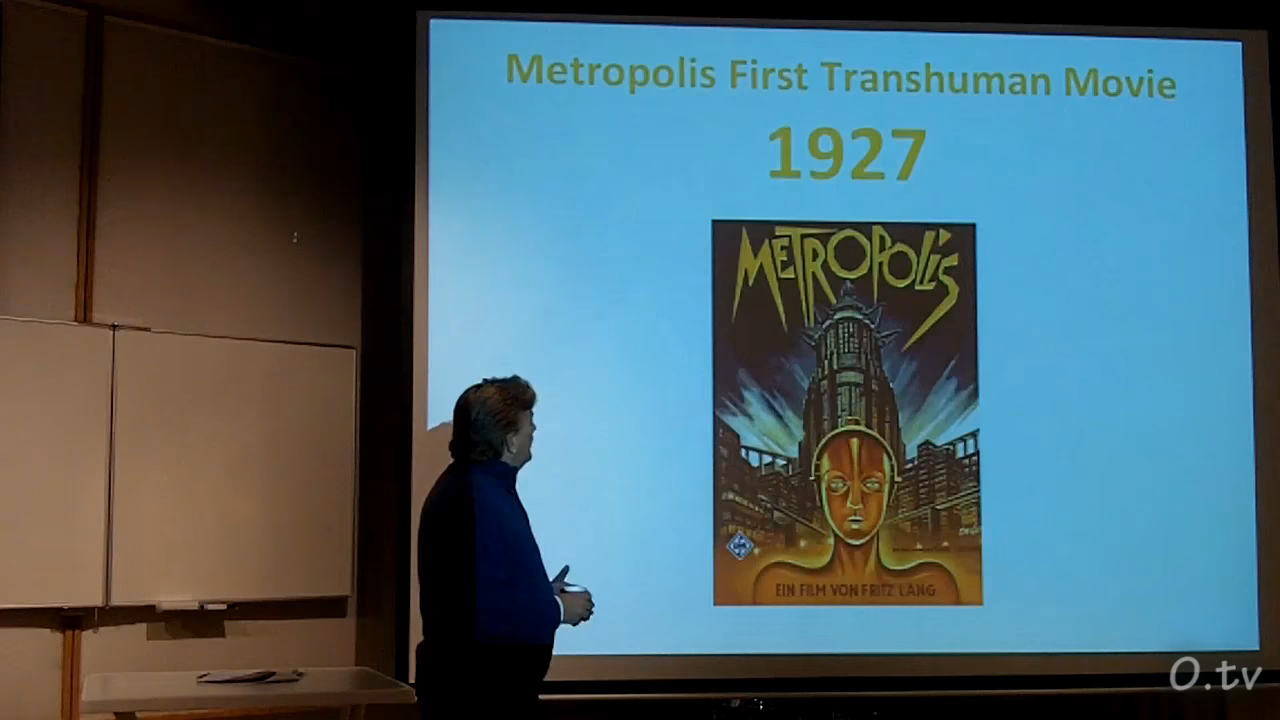 Metropolis First Transhuman Movie
1927
METROPOLIS
EIN FILM VON FRITZ LANG
O.tv